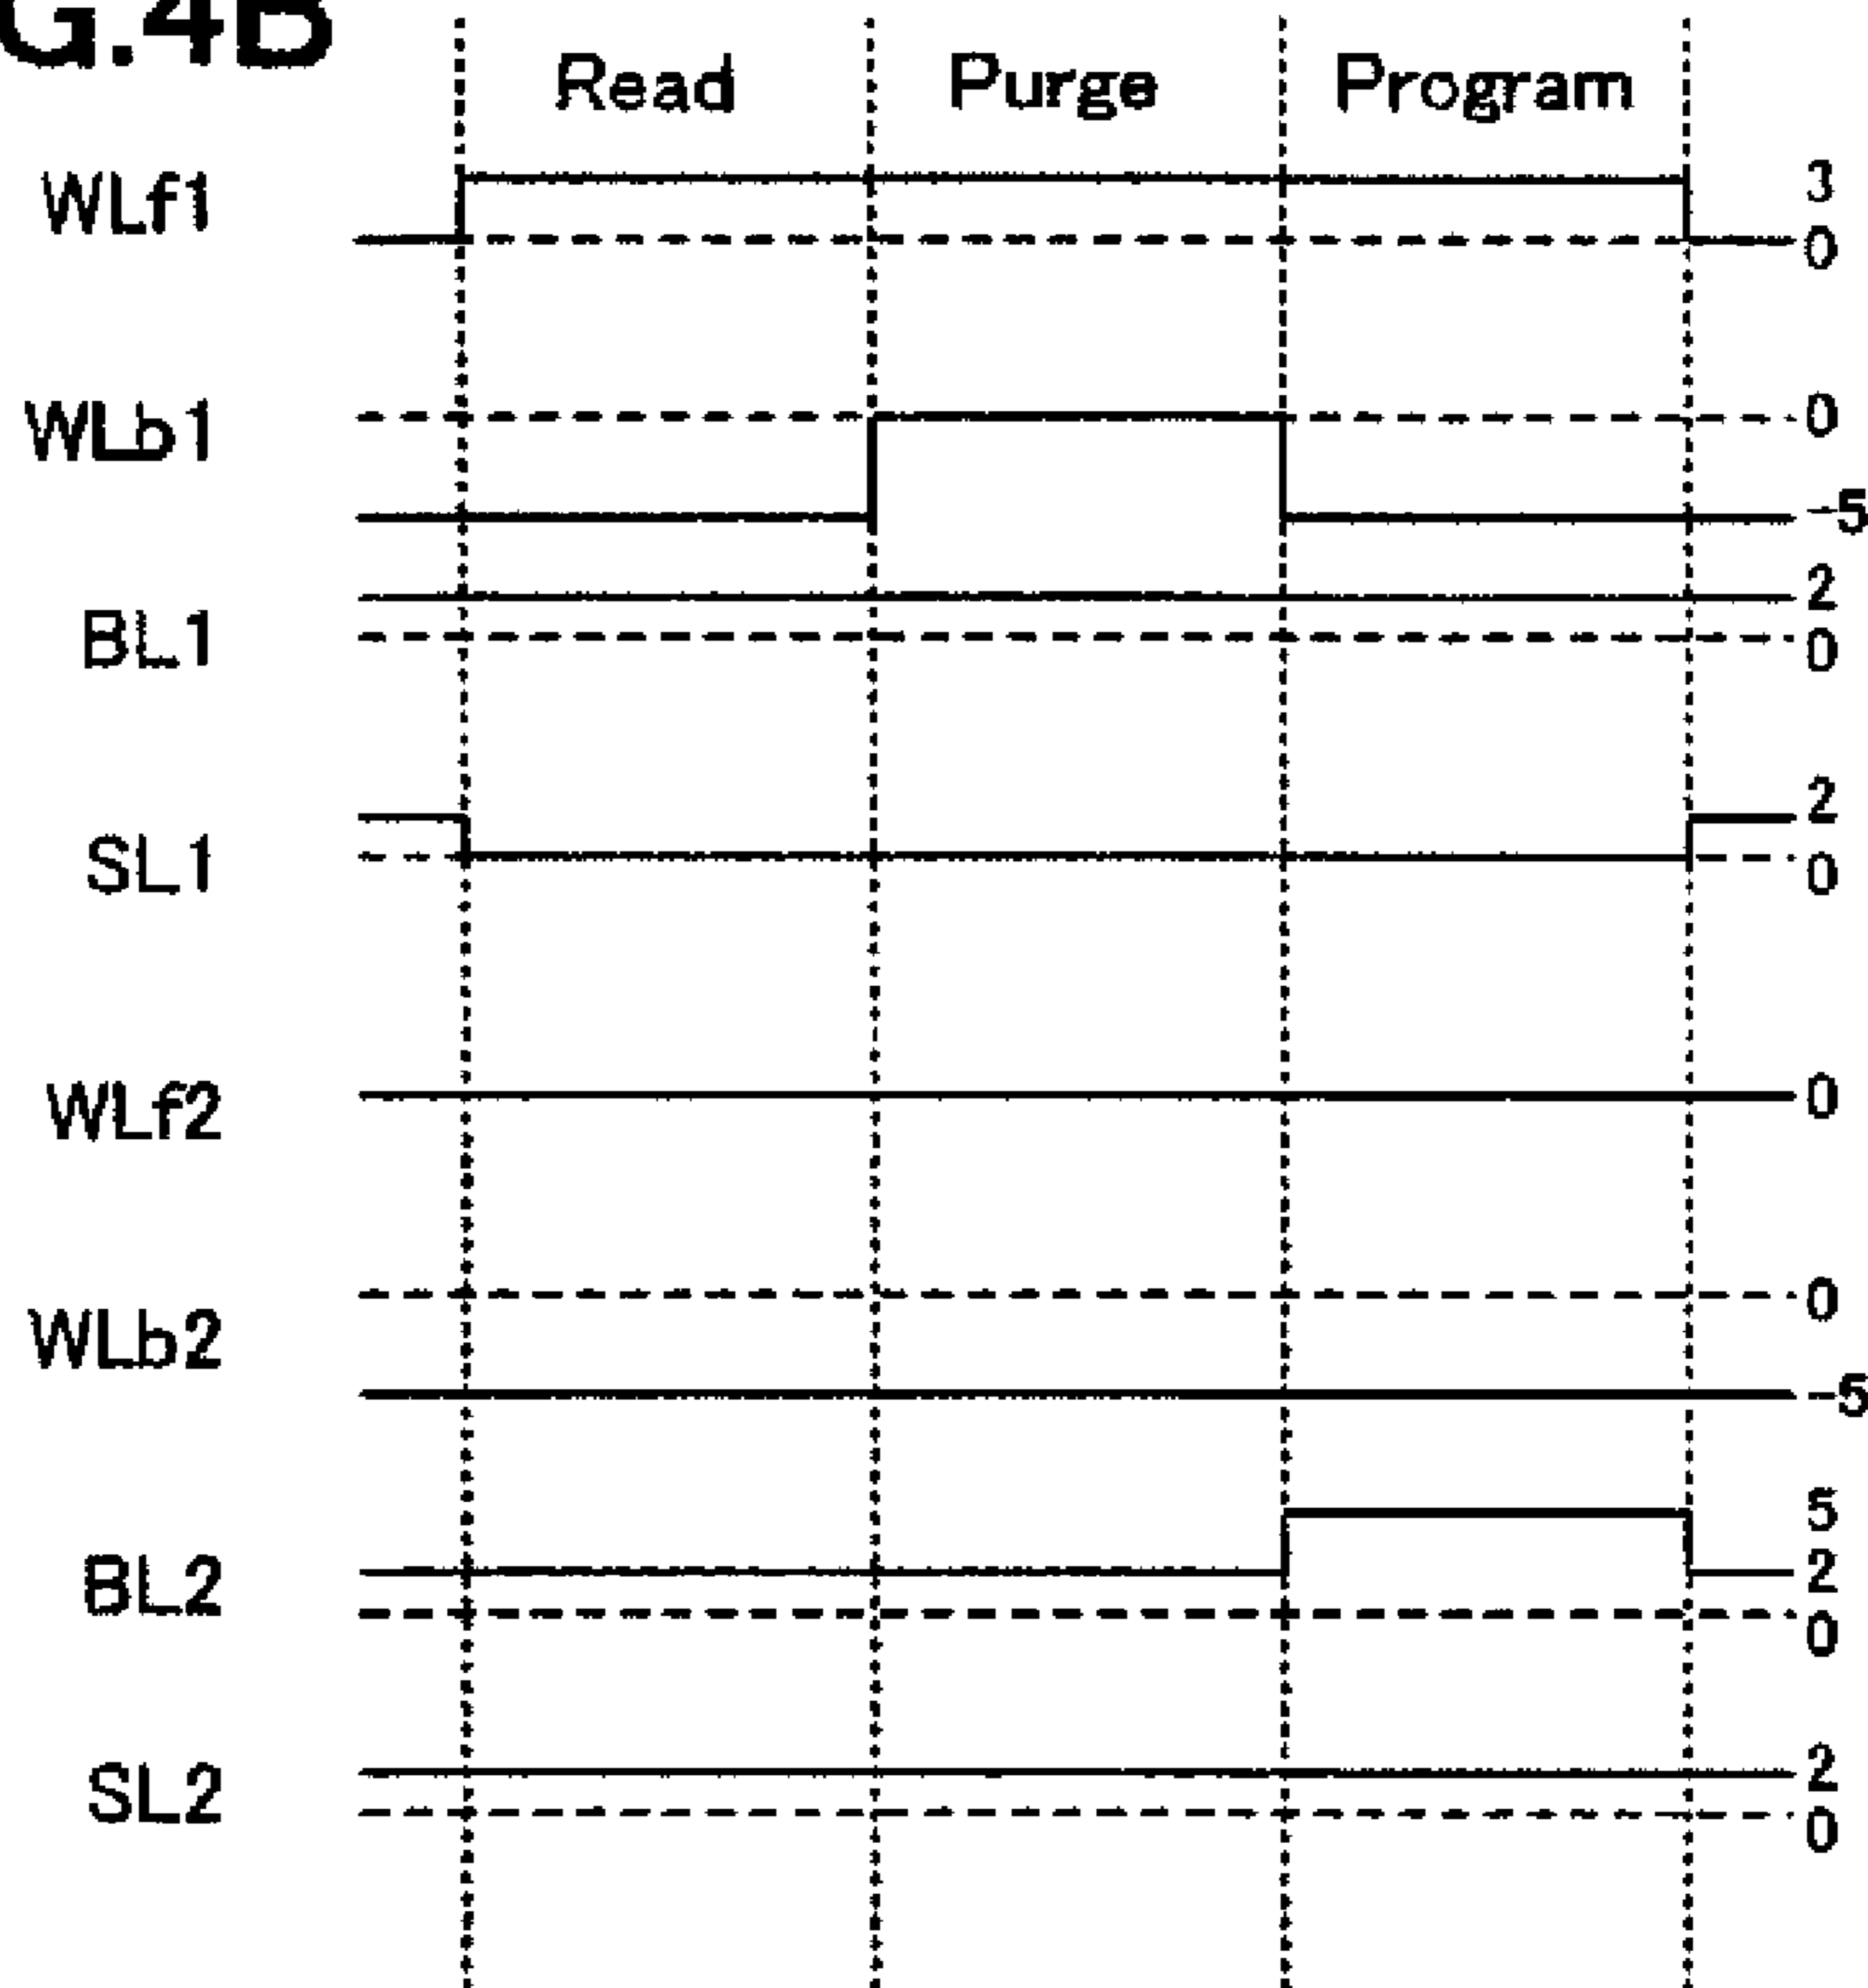 G.4B
Read Purge Program
WLf1 3
0
WLb1 0
-5
BL1 2
0
SL1 2
0
WLf2 0
WLb2 0
-5
BL2 5
2
0
SL2 2
0